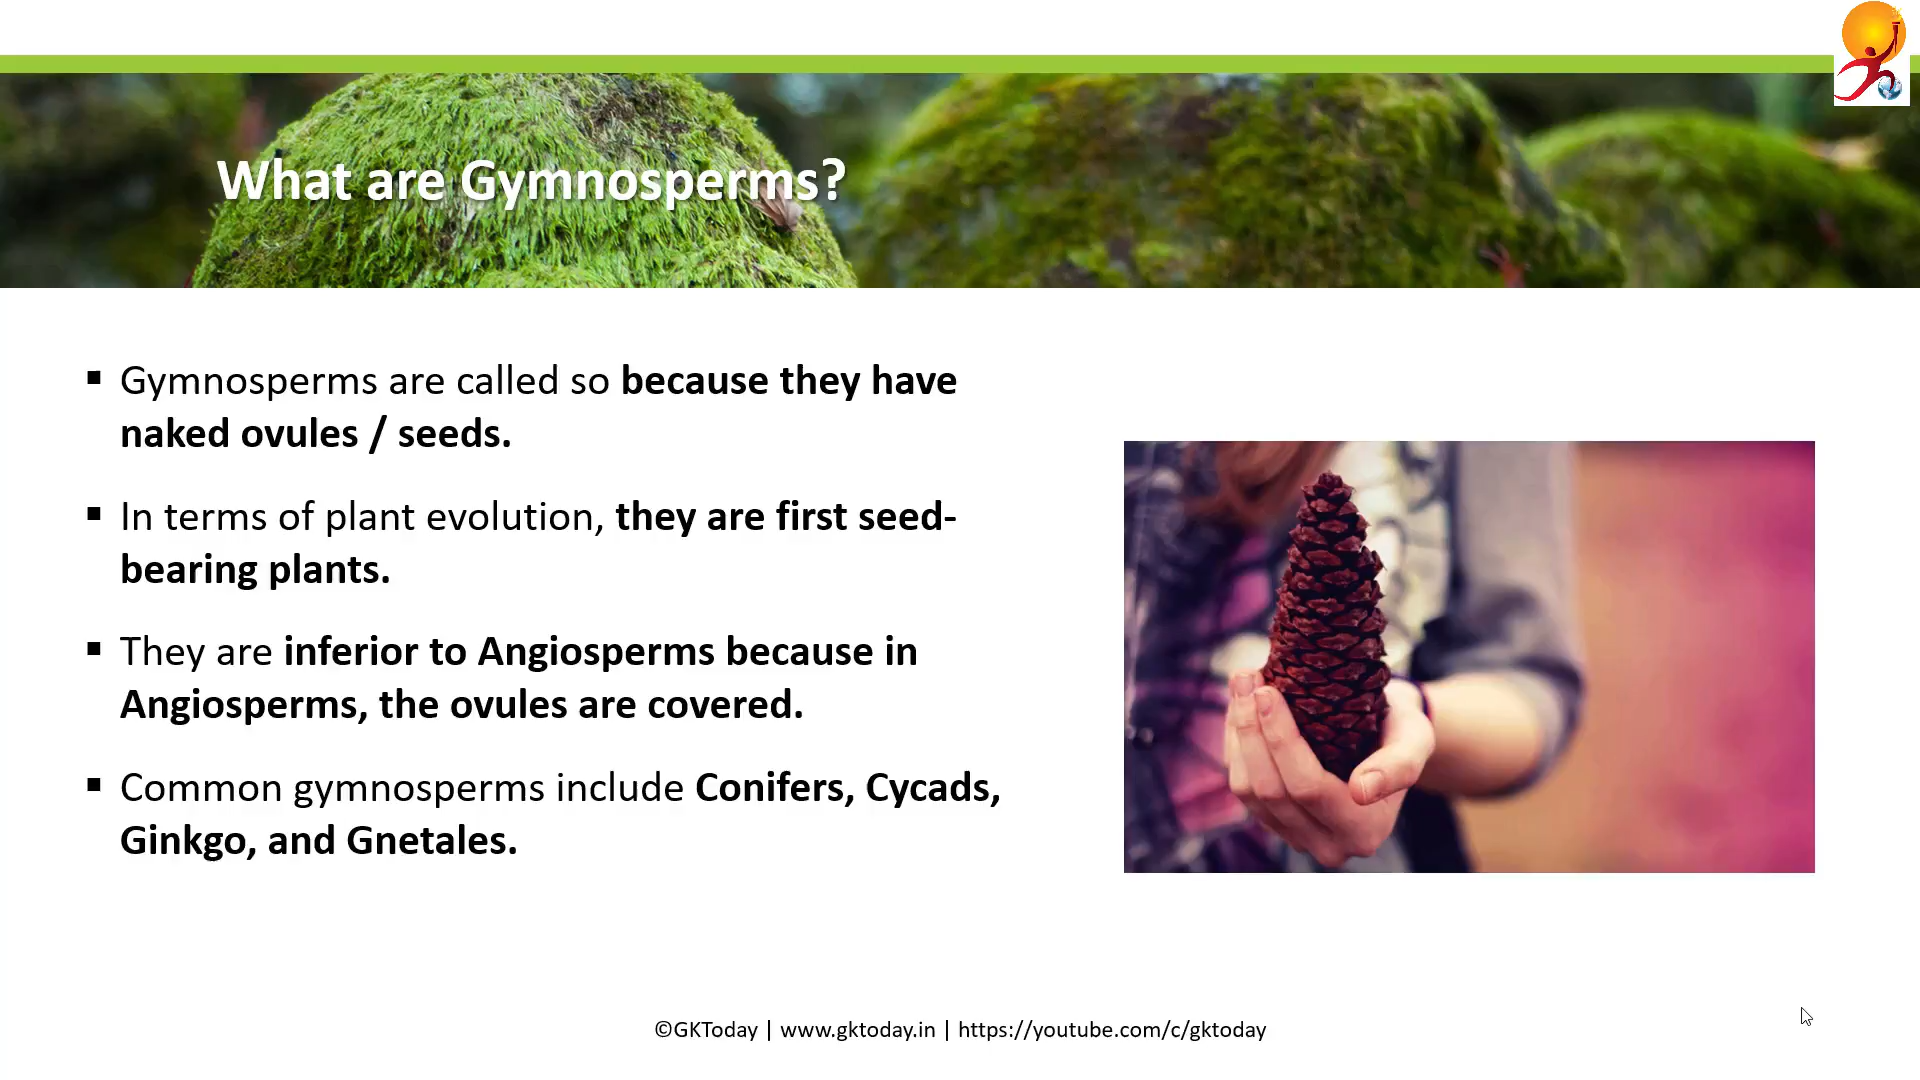 What are Gymnosperms?
▪ Gymnosperms are called so because they have
naked ovules / seeds.
▪ In terms of plant evolution, they are first seed-
bearing plants.
▪ They are inferior to Angiosperms because in
Angiosperms, the ovules are covered.
▪ Common gymnosperms include Conifers, Cycads,
Ginkgo, and Gnetales.
©GKToday | www.gktoday.in | https://youtube.com/c/gktoday